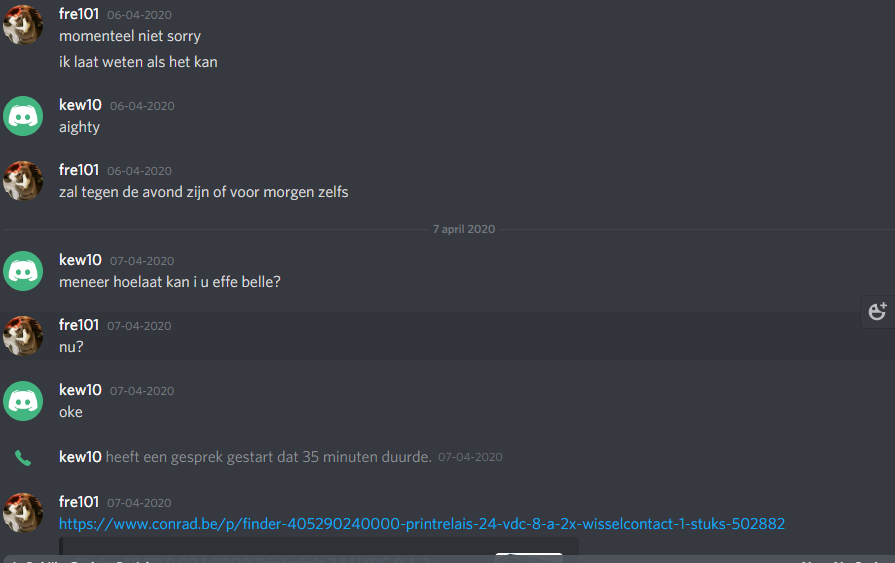 fre101 06-04-2020
momenteel niet sorry
ik laat weten als het kan
kew10 06-04-2020
aighty
fre101 06-04-2020
zal tegen de avond zijn of voor morgen zelfs
7 april 2020
kew10 07-04-2020
meneer hoelaat kan i u effe belle?
fre101 07-04-2020
nu?
kew10 07-04-2020
oke
kew10 heeft een gesprek gestart dat 35 minuten duurde. 07-04-2020
fre101 07-04-2020
https://www.conrad.be/p/finder-405290240000-printrelais-24-vdc-8-a-2x-wisselcontact-1-stuks-502882